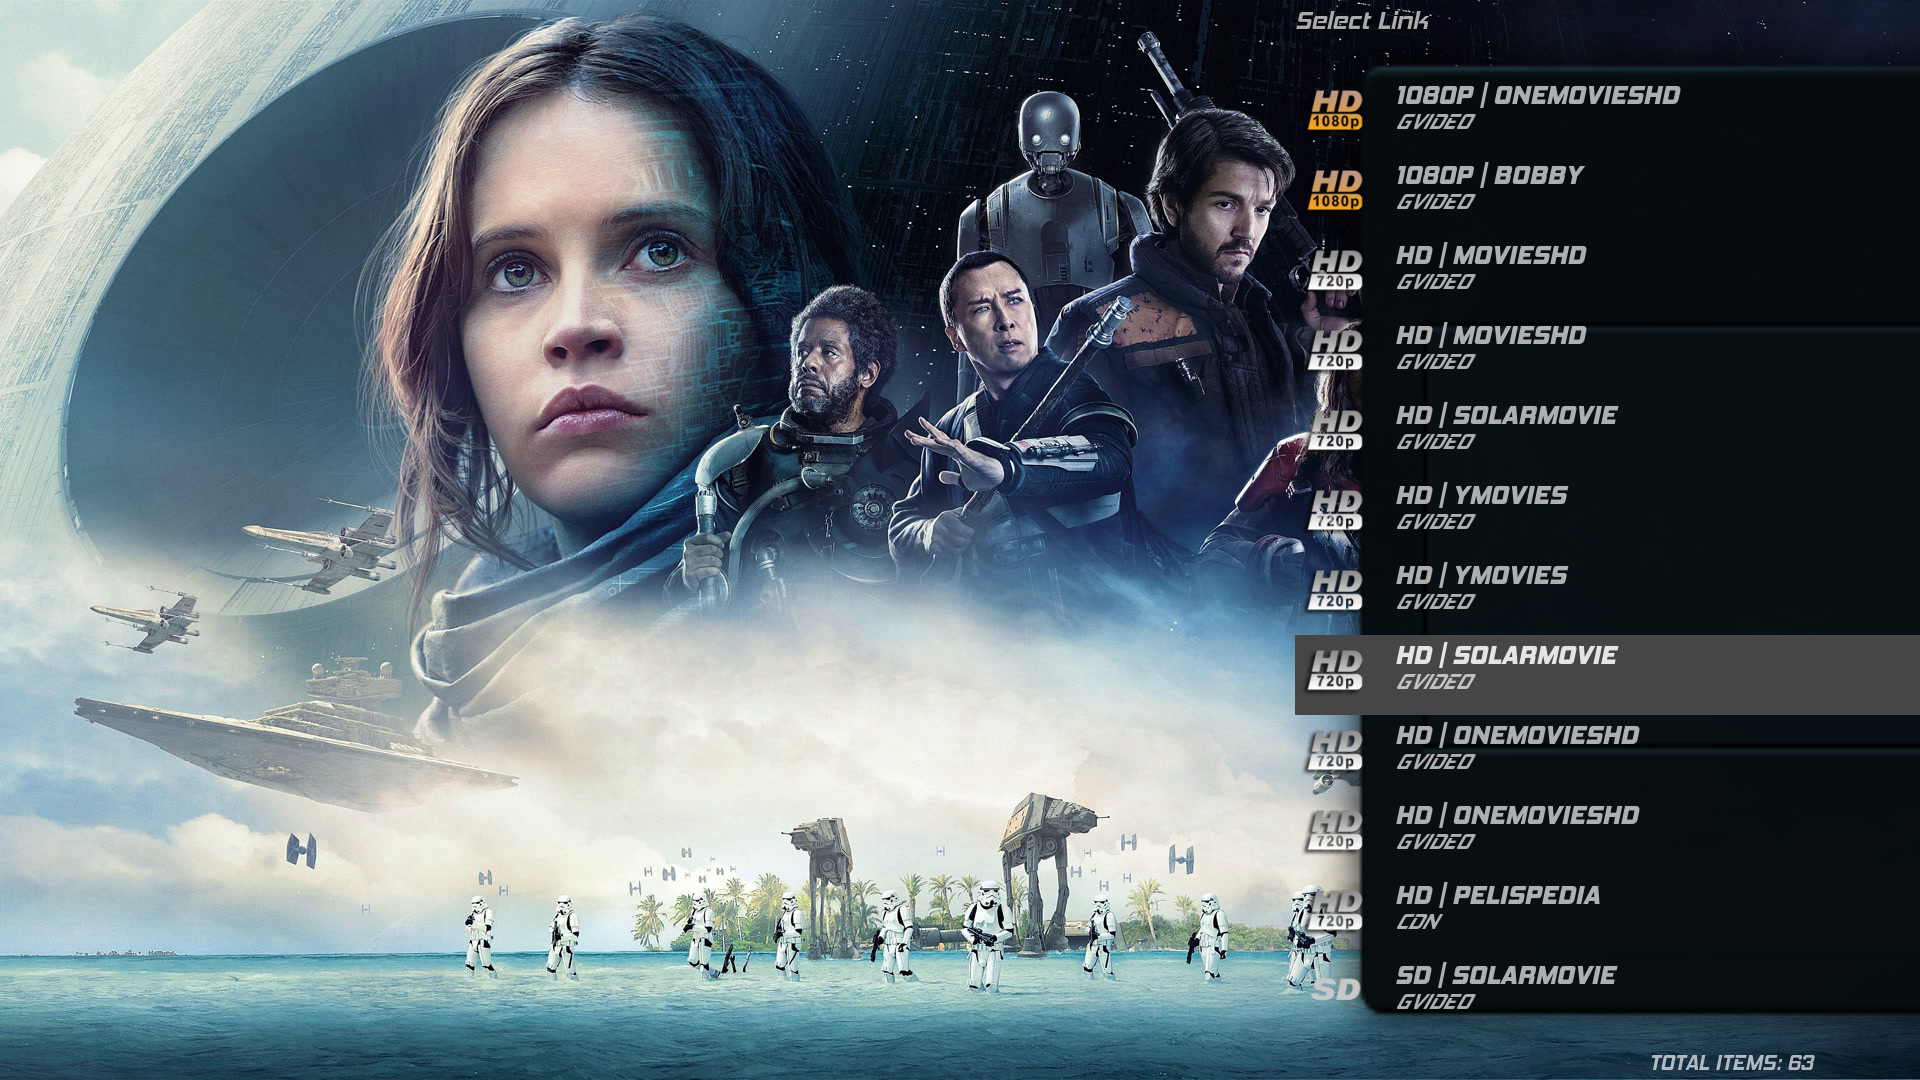 Select Link
HD
1080p
1080P | ONEMOVIESHD
GVIDEO
HD
1080p
1080P | BOBBY
GVIDEO
HD
720p
HD | MOVIESHD
GVIDEO
HD
720p
HD | MOVIESHD
GVIDEO
HD
720p
HD | SOLARMOVIE
GVIDEO
HD
720p
HD | YMOVIES
GVIDEO
HD
720p
HD | YMOVIES
GVIDEO
HD
720p
HD | SOLARMOVIE
GVIDEO
HD
720p
HD | ONEMOVIESHD
GVIDEO
HD
720p
HD | ONEMOVIESHD
GVIDEO
HD
720p
HD | PELISPEDIA
CDN
SD
SD | SOLARMOVIE
GVIDEO
TOTAL ITEMS: 63